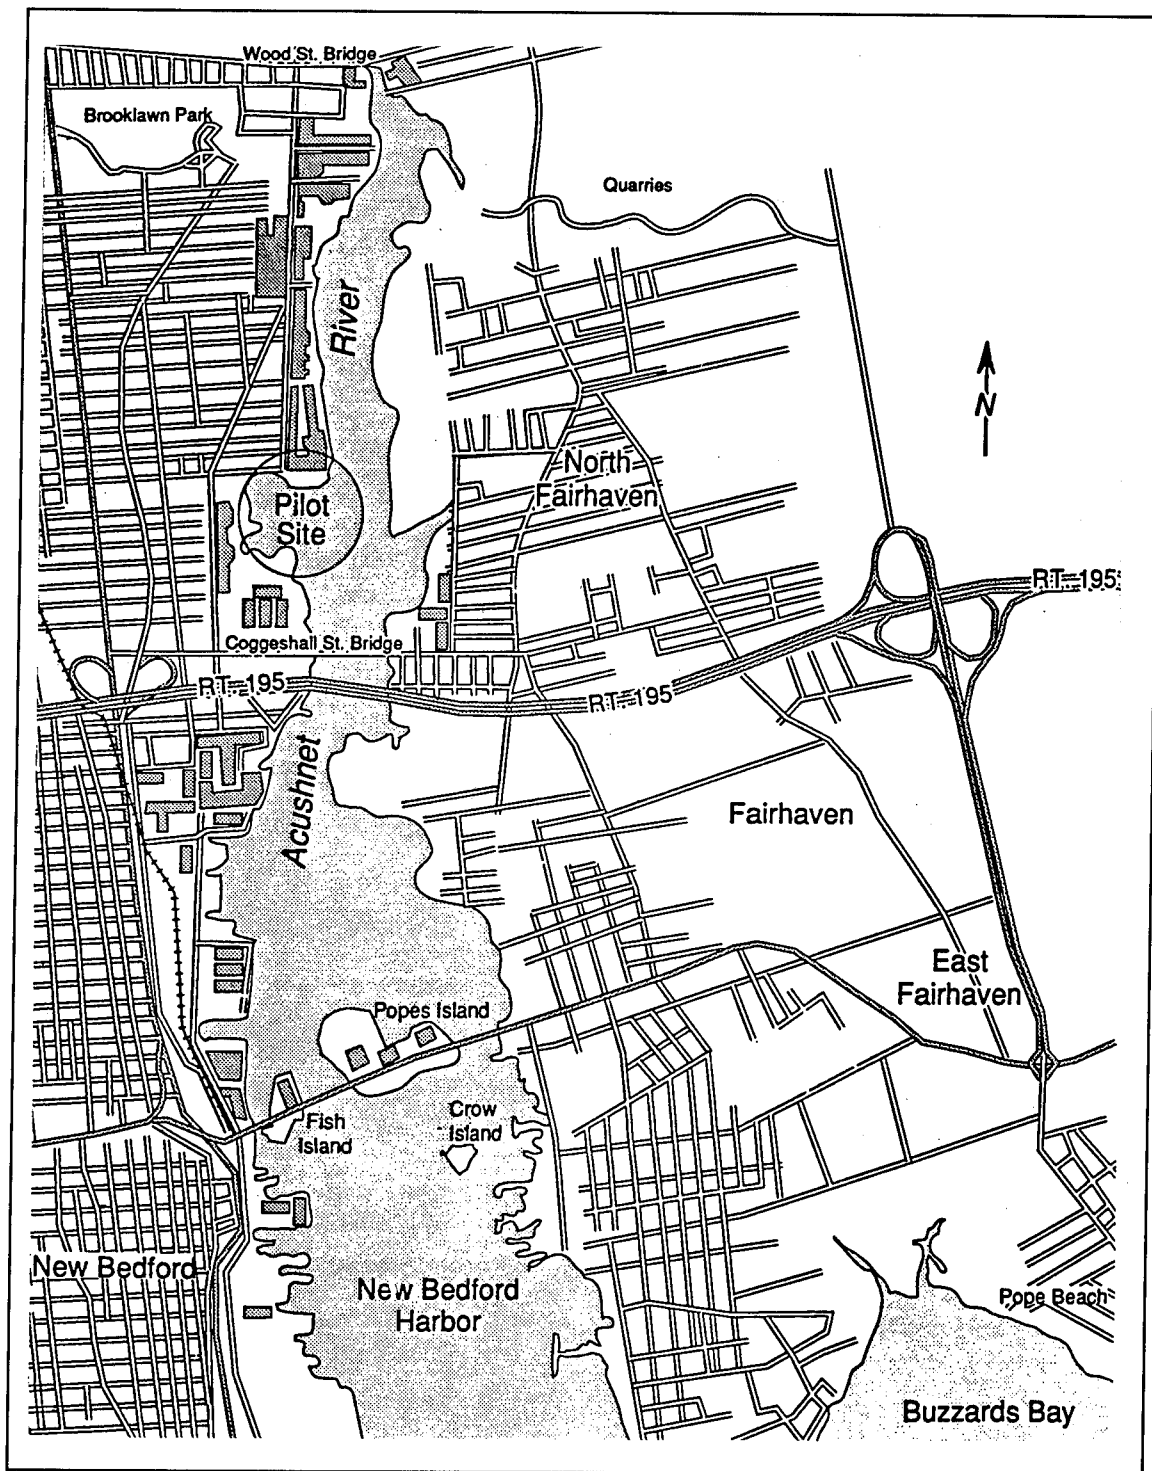 Wood St. Bridge
Brooklawn Park
Quarries
River
N
North
Fairhaven
Pilot
Site
RT. 195
Coggeshall St. Bridge
RT. 195
RT. 195
Acushnet
Fairhaven
East
Fairhaven
Popes Island
Crow
Island
Fish
Island
New Bedford
New Bedford
Harbor
Pope Beach
Buzzards Bay